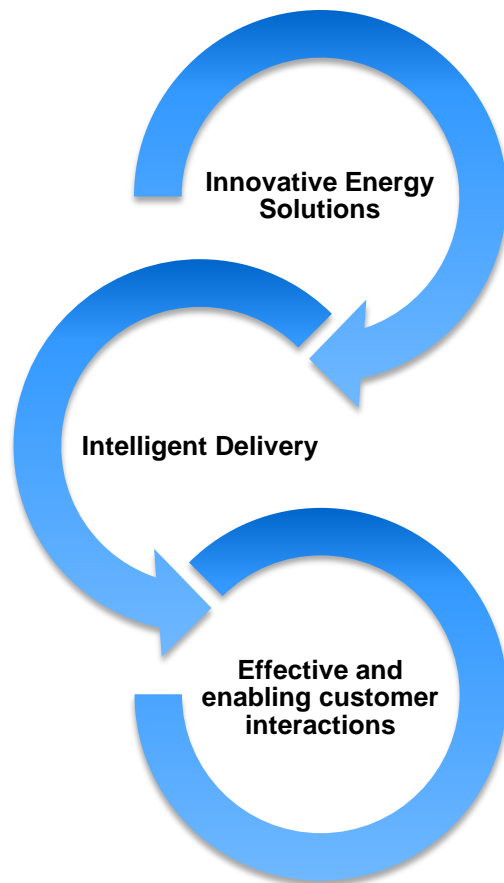 Innovative Energy
Solutions
Intelligent Delivery
Effective and
enabling customer
interactions